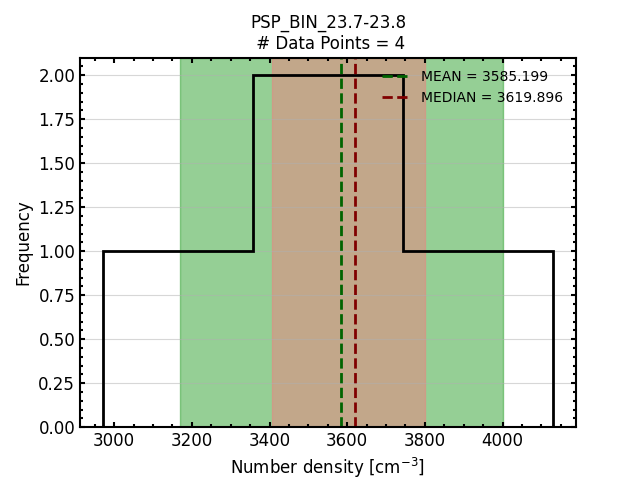 PSP_BIN_23.7-23.8
# Data Points = 4
MEAN = 3585.199
MEDIAN = 3619.896
2.00
1.75
1.50
1.25
1.00
0.75
0.50
0.25
0.00
Frequency
3000 3200 3400 3600 3800 4000
Number density [cm⁻³]